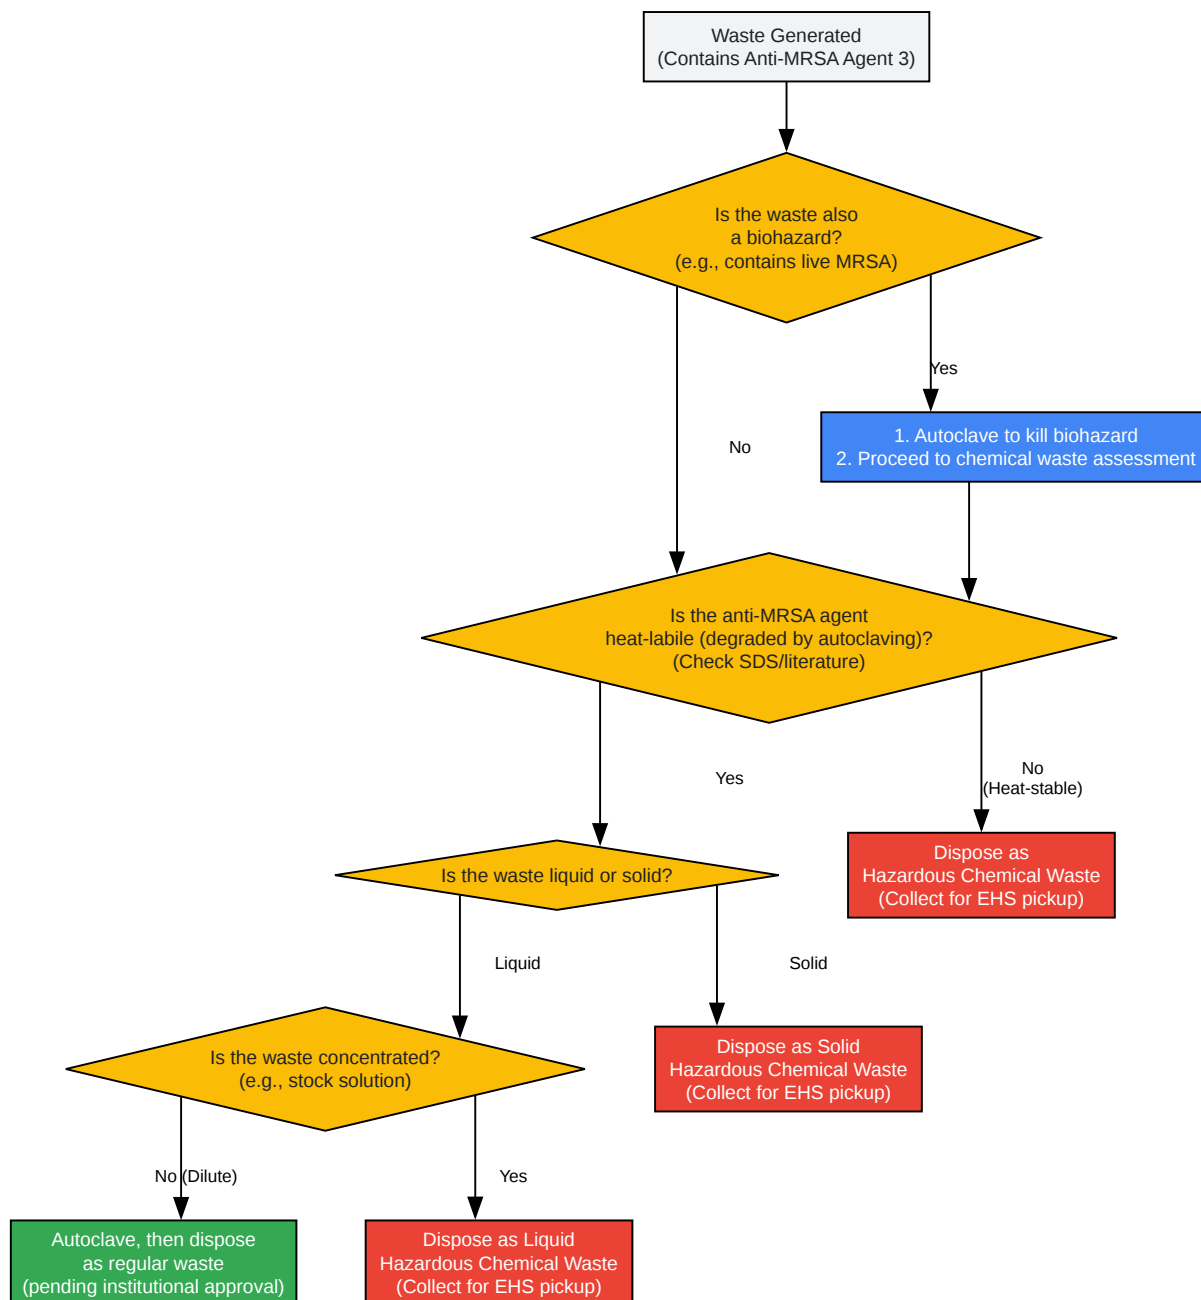 Waste Generated
(Contains Anti-MRSA Agent 3)
Is the waste also
a biohazard?
(e.g., contains live MRSA)
Yes
No
1. Autoclave to kill biohazard
2. Proceed to chemical waste assessment
Is the anti-MRSA agent
heat-labile (degraded by autoclaving)?
(Check SDS/literature)
Yes
No
(Heat-stable)
Dispose as
Hazardous Chemical Waste
(Collect for EHS pickup)
Is the waste liquid or solid?
Liquid
Solid
Dispose as Solid
Hazardous Chemical Waste
(Collect for EHS pickup)
Is the waste concentrated?
(e.g., stock solution)
No (Dilute)
Yes
Autoclave, then dispose
as regular waste
(pending institutional approval)
Dispose as Liquid
Hazardous Chemical Waste
(Collect for EHS pickup)